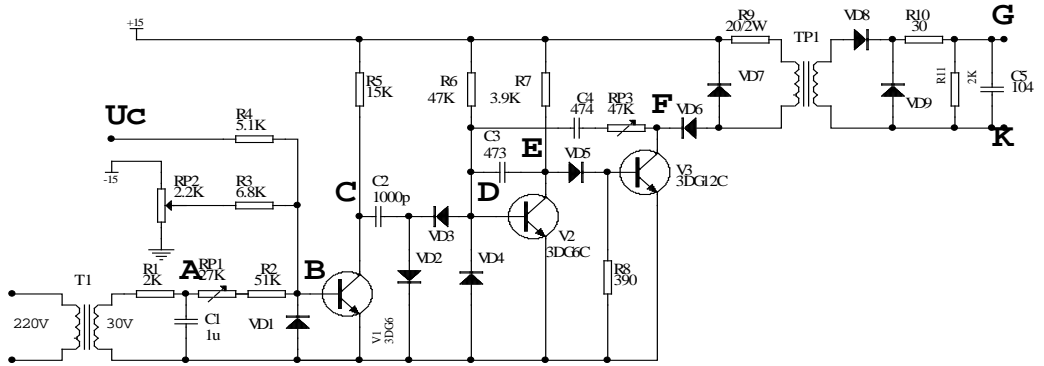 +15
R9
20/2W
TP1
VD8
R10
30
G
R5
15K
R6
47K
R7
3.9K
VD7
VD9
R11
2K
C5
104
Uc
R4
5.1K
C4
474
RP3
47K
F
VD6
K
-15
RP2
2.2K
R3
6.8K
C3
473
E
VD5
V3
3DG12C
C
C2
1000p
D
VD3
V2
3DG6C
T1
R1
2K
A
RP1
27K
R2
51K
B
VD2
VD4
R8
390
220V
30V
C1
1u
VD1
V1
3DG6